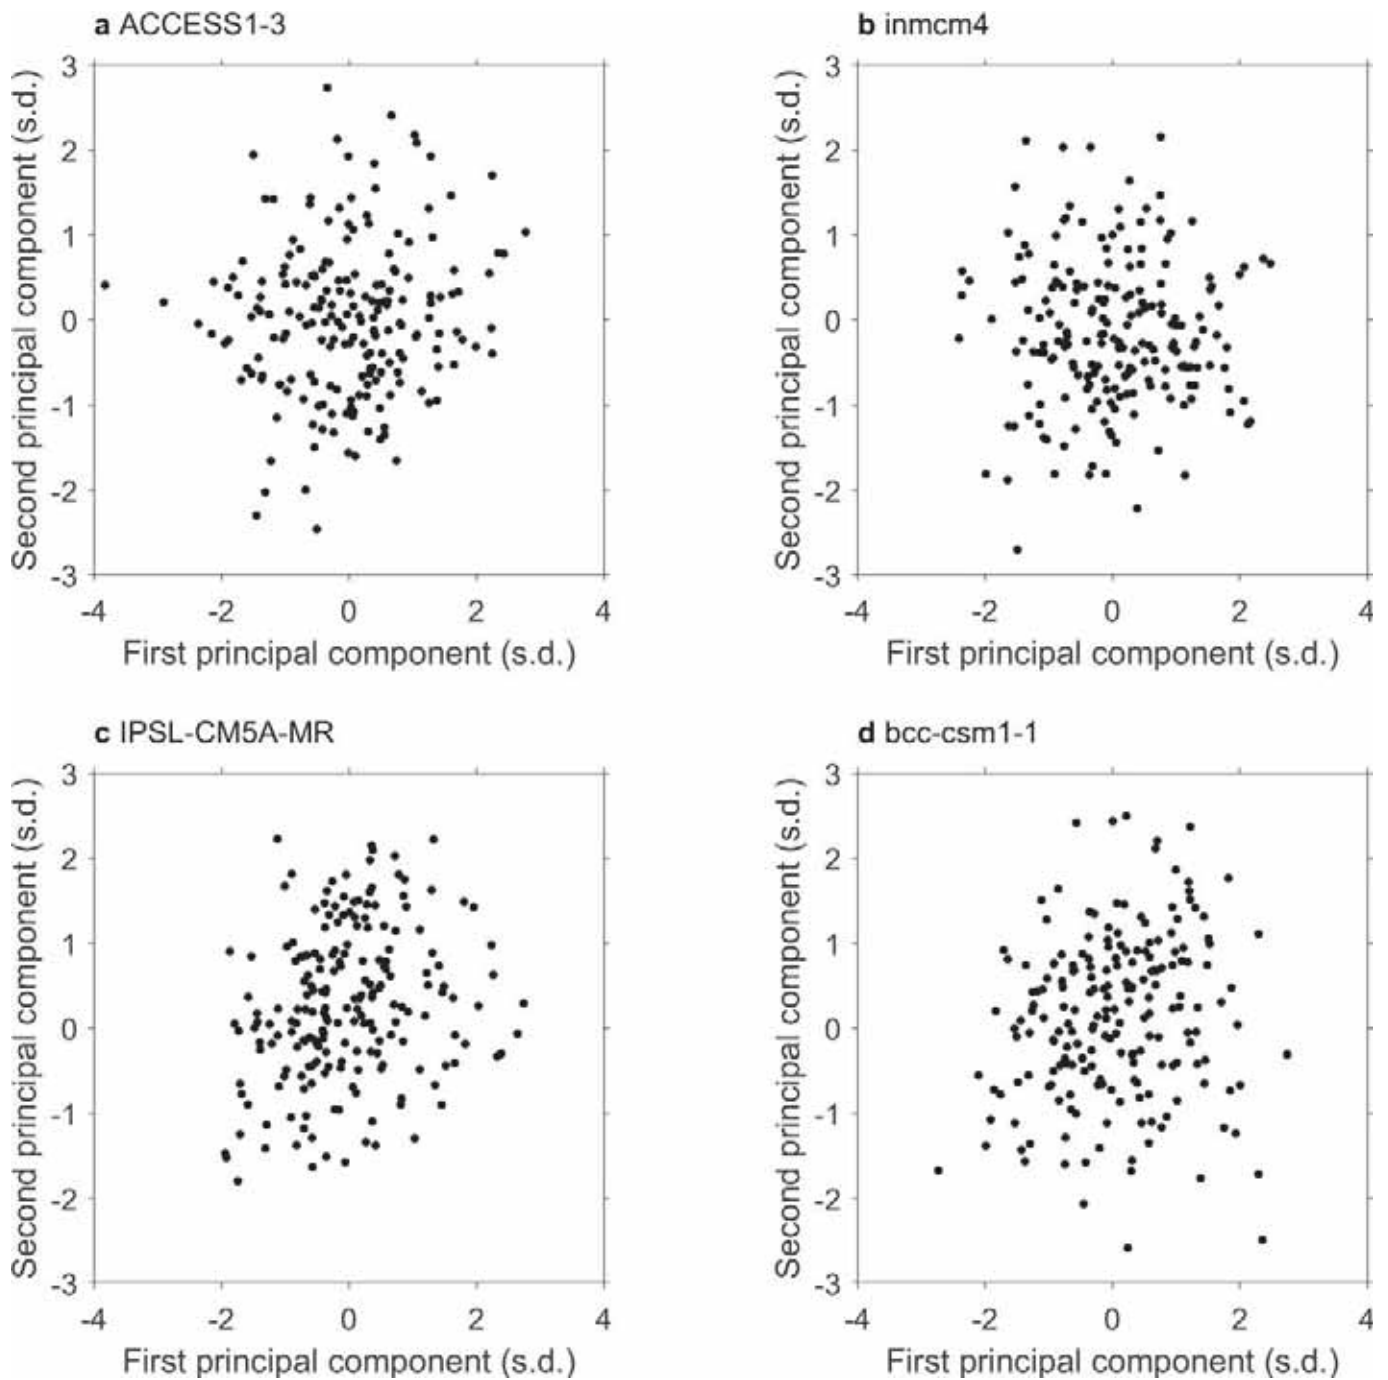 a ACCESS1-3
3
2
1
0
-1
-2
-3
-4 -2 0 2 4
Second principal component (s.d.)
First principal component (s.d.)
b inmcm4
3
2
1
0
-1
-2
-3
-4 -2 0 2 4
Second principal component (s.d.)
First principal component (s.d.)
c IPSL-CM5A-MR
3
2
1
0
-1
-2
-3
-4 -2 0 2 4
Second principal component (s.d.)
First principal component (s.d.)
d bcc-csm1-1
3
2
1
0
-1
-2
-3
-4 -2 0 2 4
Second principal component (s.d.)
First principal component (s.d.)